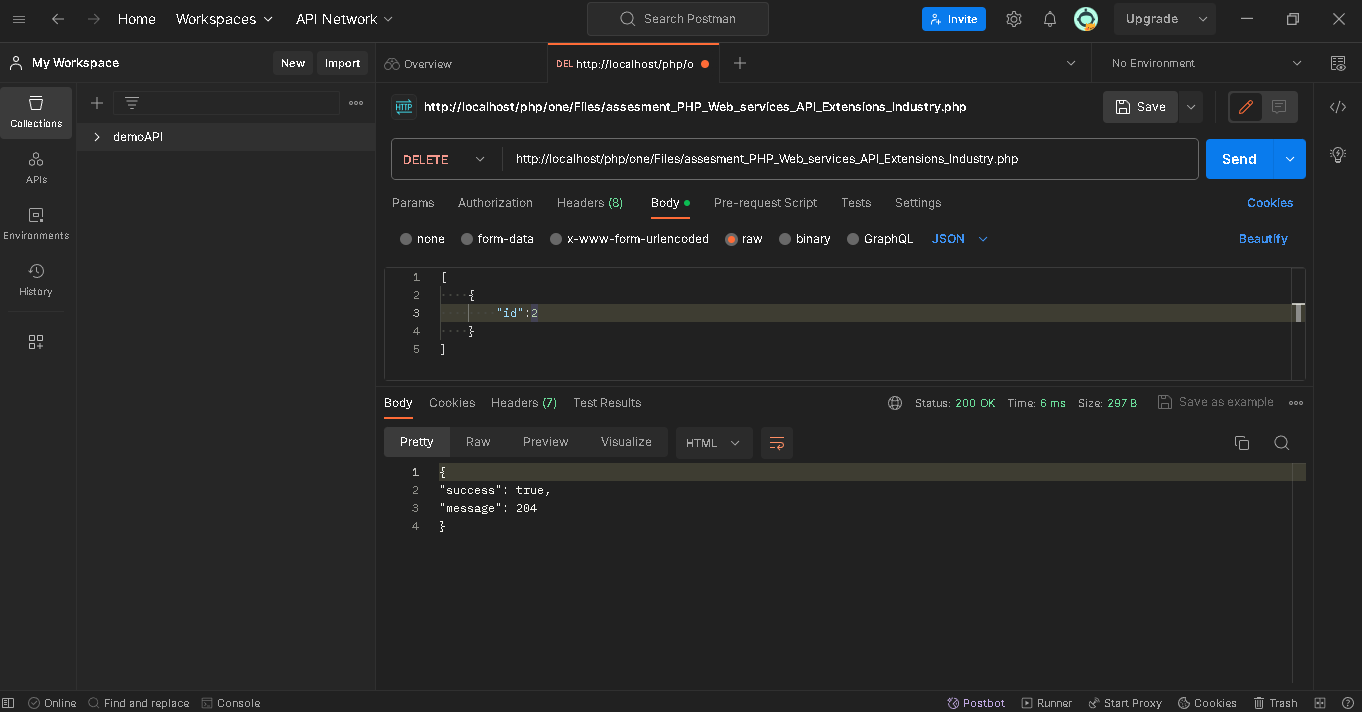 Home Workspaces API Network Search Postman Invite Upgrade
My Workspace New Import Overview DEL http://localhost/php/o No Environment
Collections
demoAPI
APIs
Environments
History
HTTP http://localhost/php/one/Files/assesment_PHP_Web_services_API_Extensions_Industry.php Save
DELETE http://localhost/php/one/Files/assesment_PHP_Web_services_API_Extensions_Industry.php Send
Params Authorization Headers (8) Body Pre-request Script Tests Settings Cookies
none form-data x-www-form-urlencoded raw binary GraphQL JSON Beautify
1 [
2 {
3 "id":2
4 }
5 ]
Body Cookies Headers (7) Test Results Status: 200 OK Time: 6 ms Size: 297 B Save as example
Pretty Raw Preview Visualize HTML
1 {
2 "success": true,
3 "message": 204
4 }
Online Find and replace Console Postbot Runner Start Proxy Cookies Trash